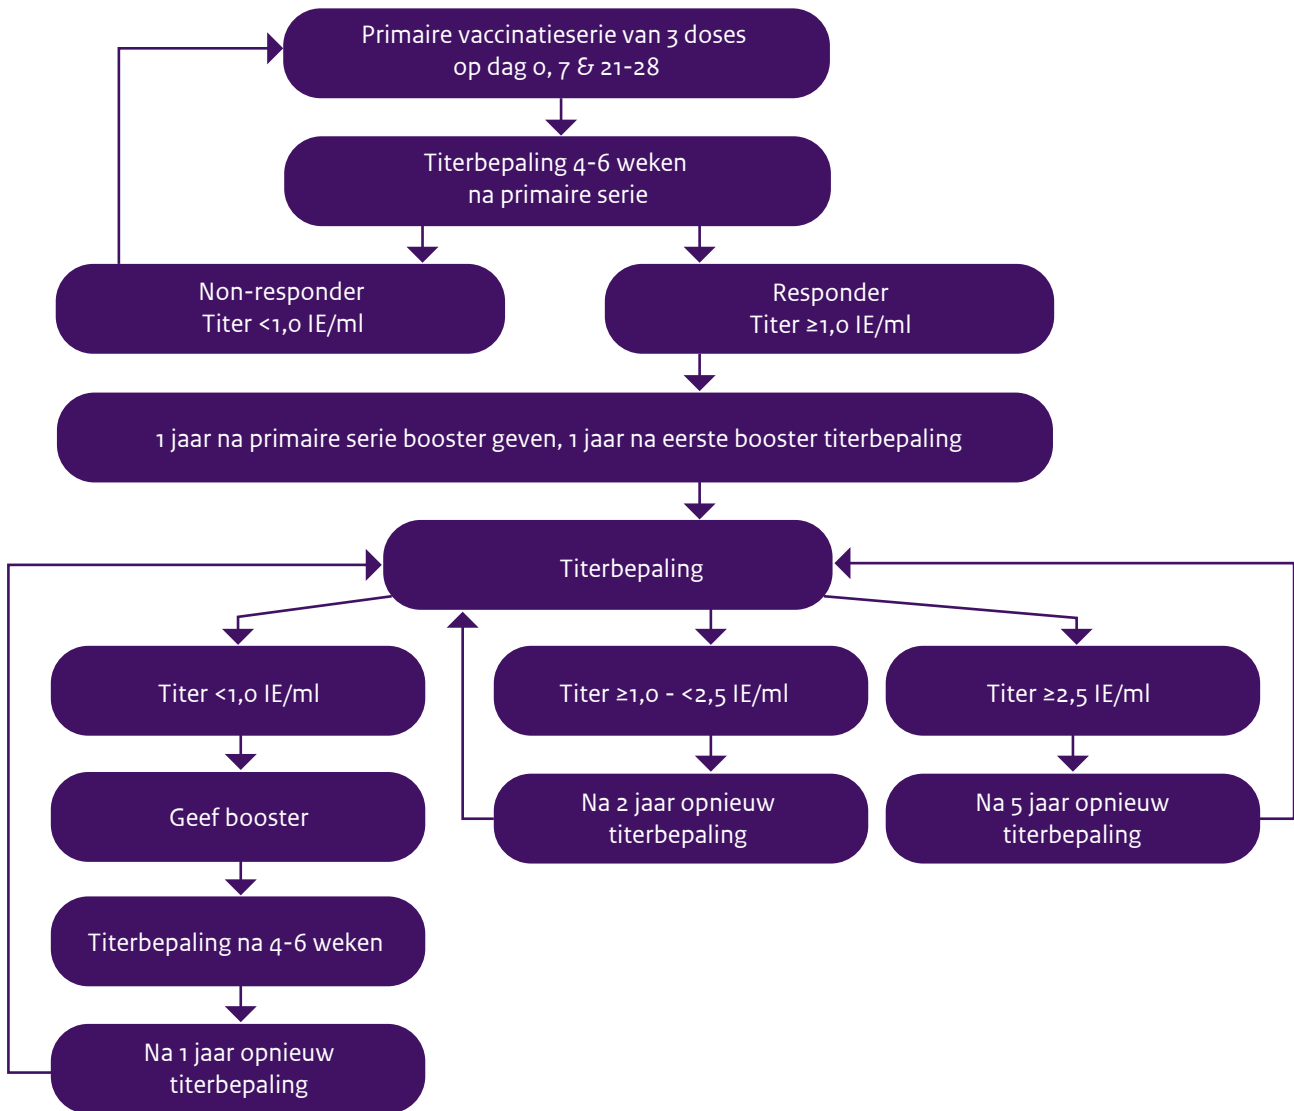 Primaire vaccinatieserie van 3 doses
op dag 0, 7 & 21-28
Titerbepaling 4-6 weken
na primaire serie
Non-responder
Titer <1,0 IE/ml
Responder
Titer ≥1,0 IE/ml
1 jaar na primaire serie booster geven, 1 jaar na eerste booster titerbepaling
Titerbepaling
Titer <1,0 IE/ml
Titer ≥1,0 - <2,5 IE/ml
Titer ≥2,5 IE/ml
Geef booster
Na 2 jaar opnieuw
titerbepaling
Na 5 jaar opnieuw
titerbepaling
Titerbepaling na 4-6 weken
Na 1 jaar opnieuw
titerbepaling